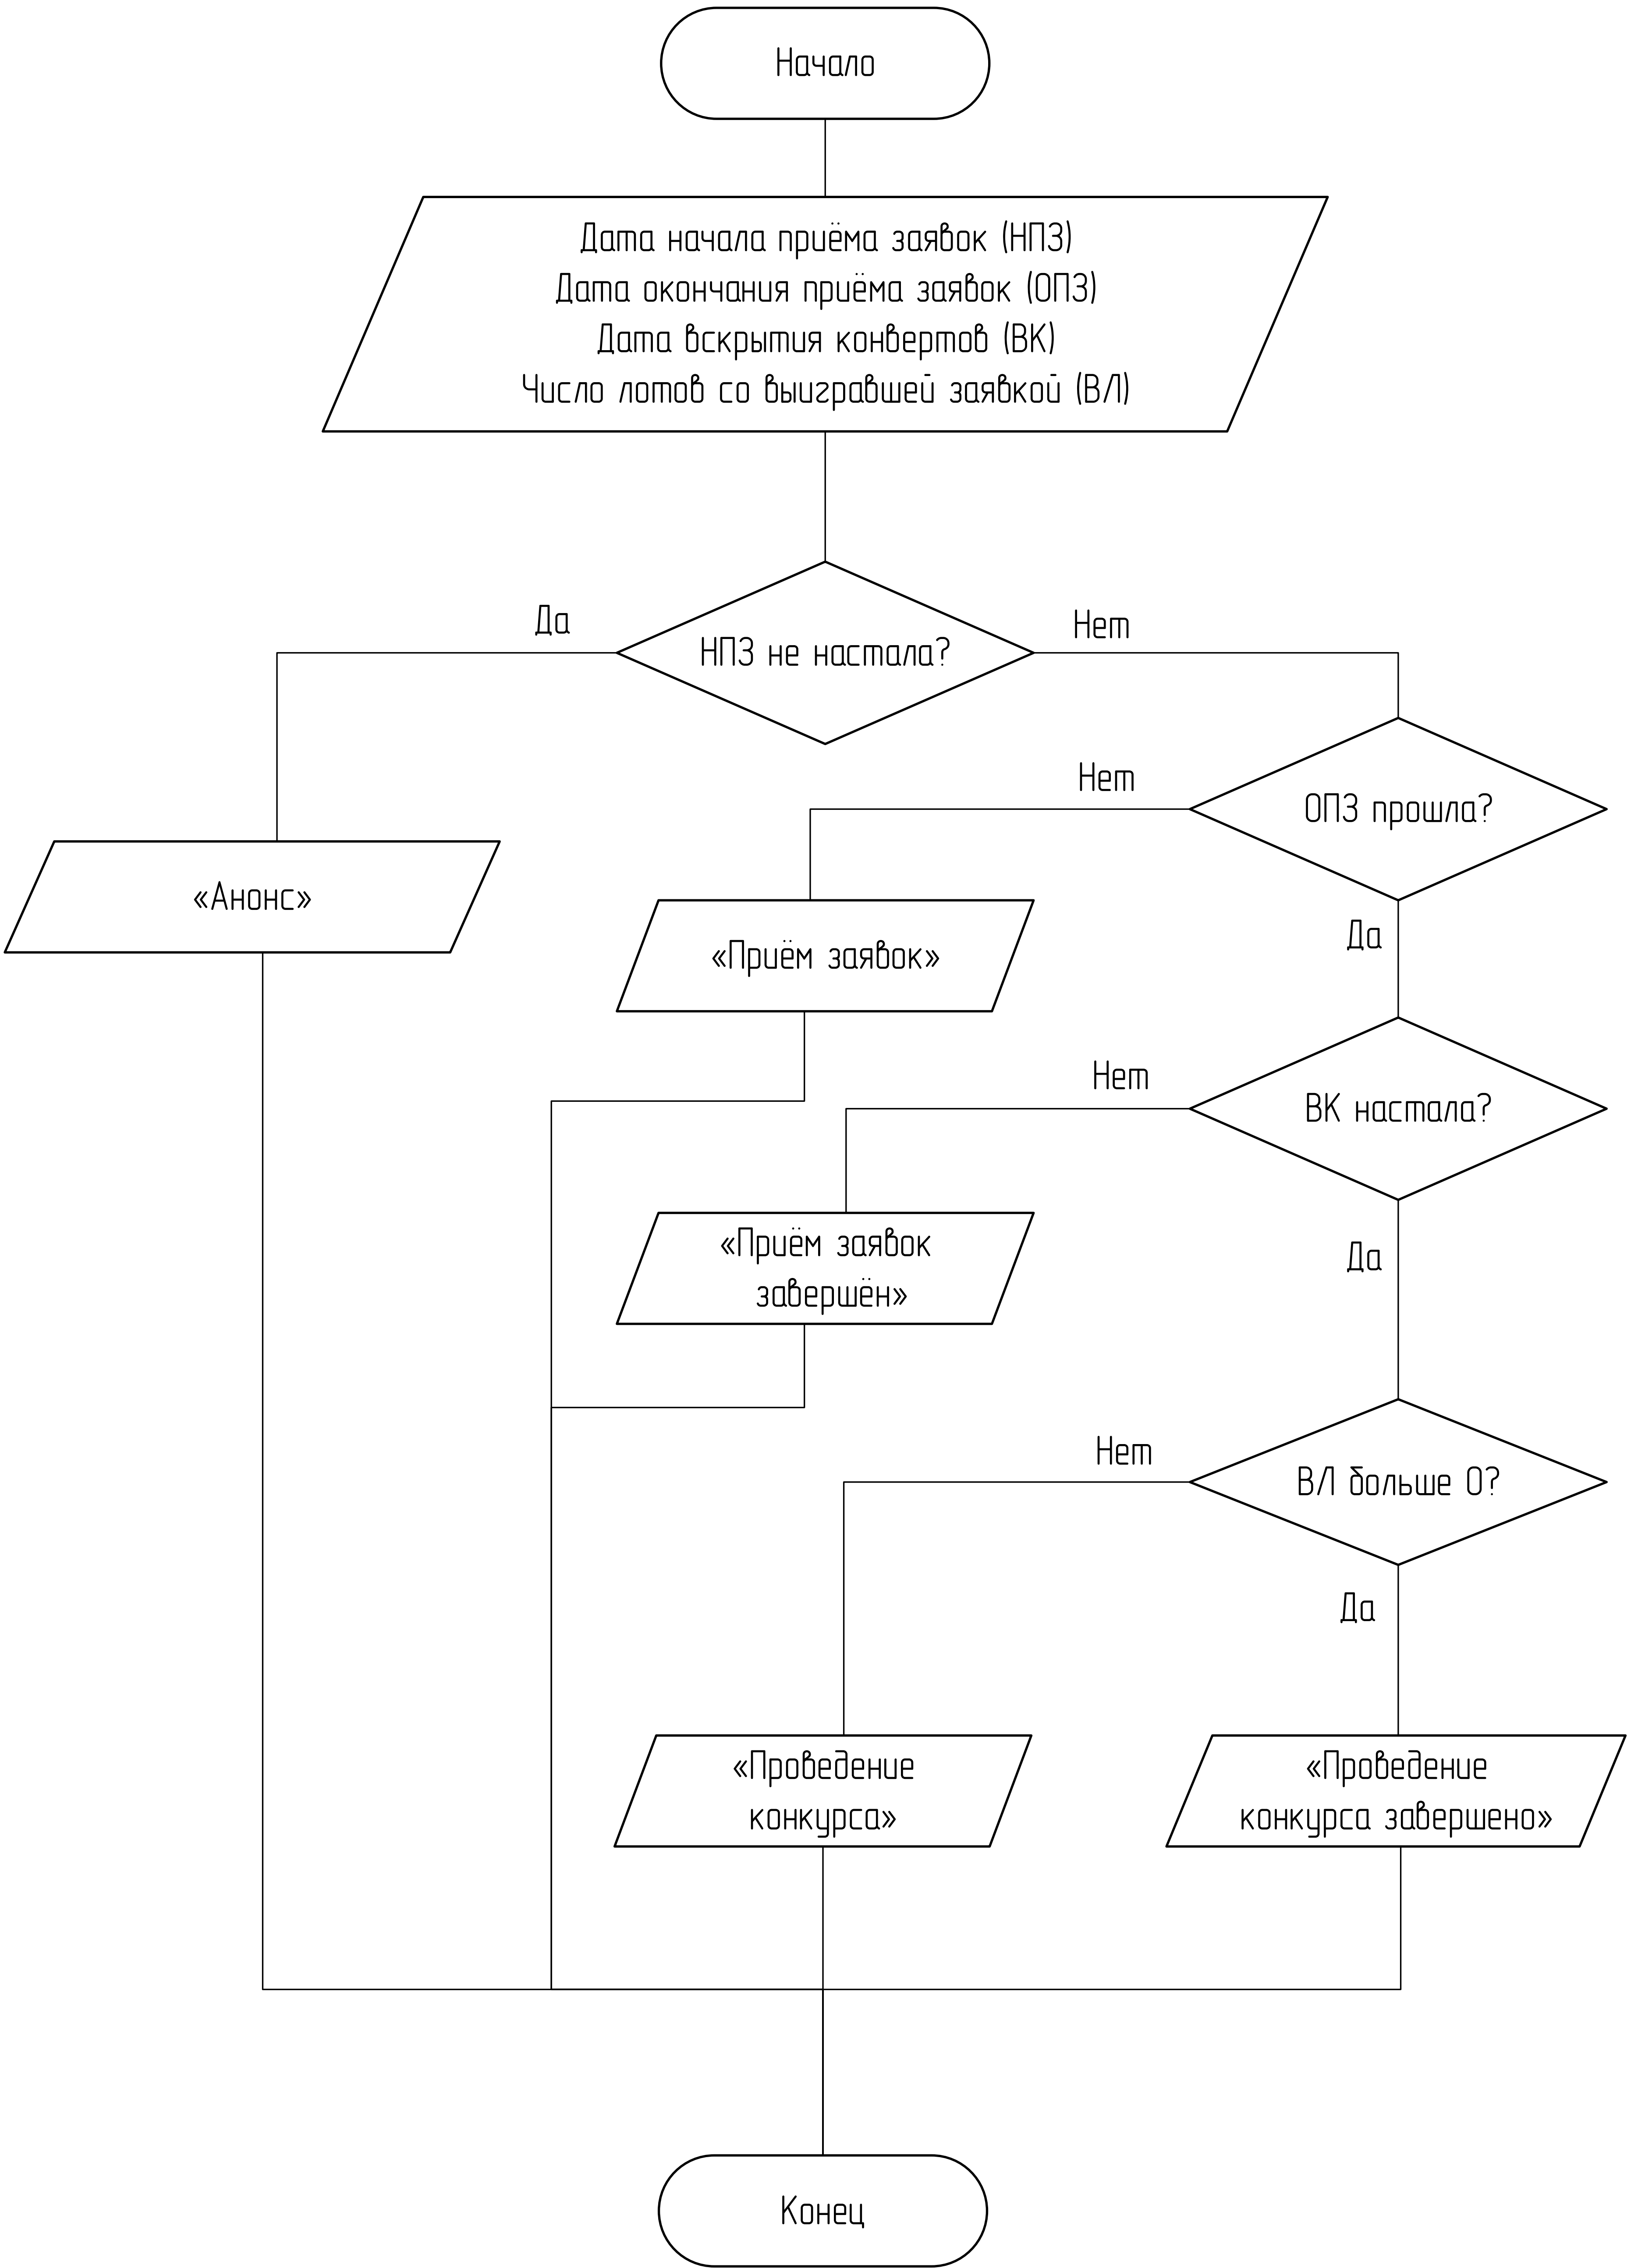 Начало
Дата начала приёма заявок (НПЗ)
Дата окончания приёма заявок (ОПЗ)
Дата вскрытия конвертов (ВК)
Число лотов со выигравшей заявкой (ВЛ)
Да
НПЗ не настала?
Нет
Нет
ОПЗ прошла?
«Анонс»
Да
«Приём заявок»
Нет
ВК настала?
«Приём заявок
завершён»
Да
Нет
ВЛ больше 0?
Да
«Проведение
конкурса»
«Проведение
конкурса завершено»
Конец